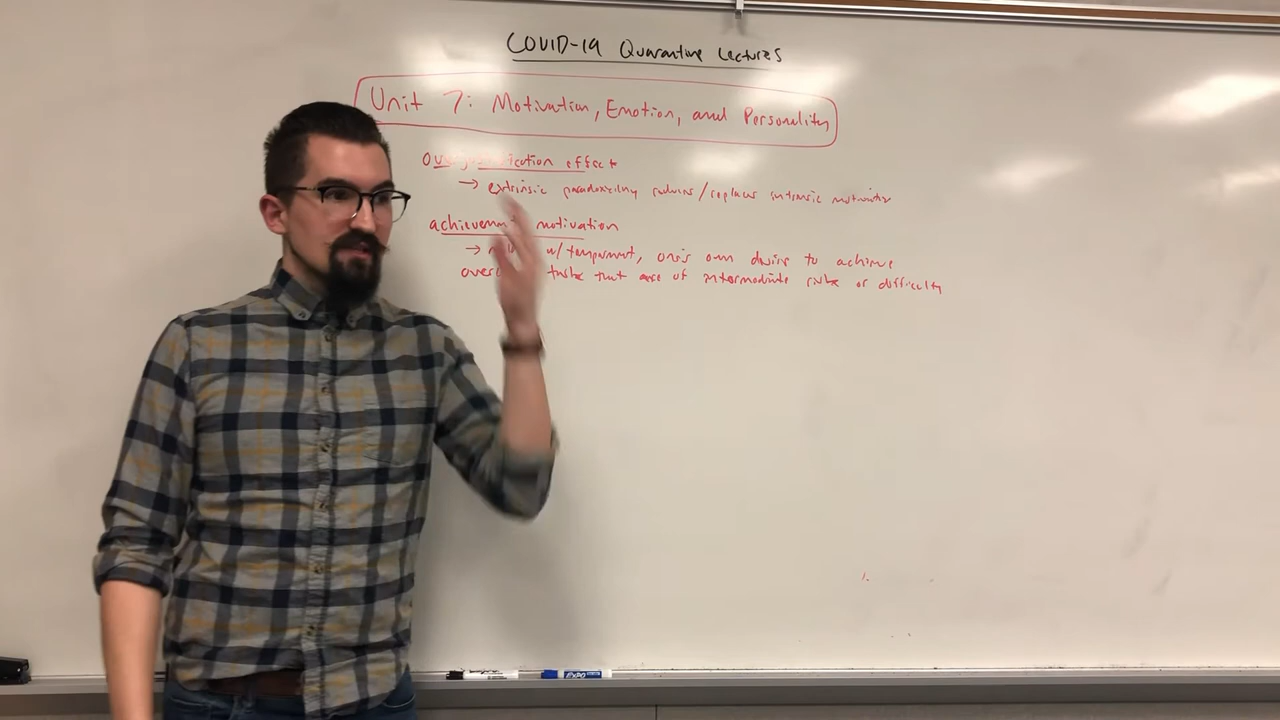 COVID-19 Quarantine Lectures
Unit 7: Motivation, Emotion, and Personality
effect
→ extrinsic paradoxically reduces/replaces intrinsic motivation
motivation
→ w/ temperament, one's own desire to achieve
tasks that are of intermediate risk or difficulty
EXPO